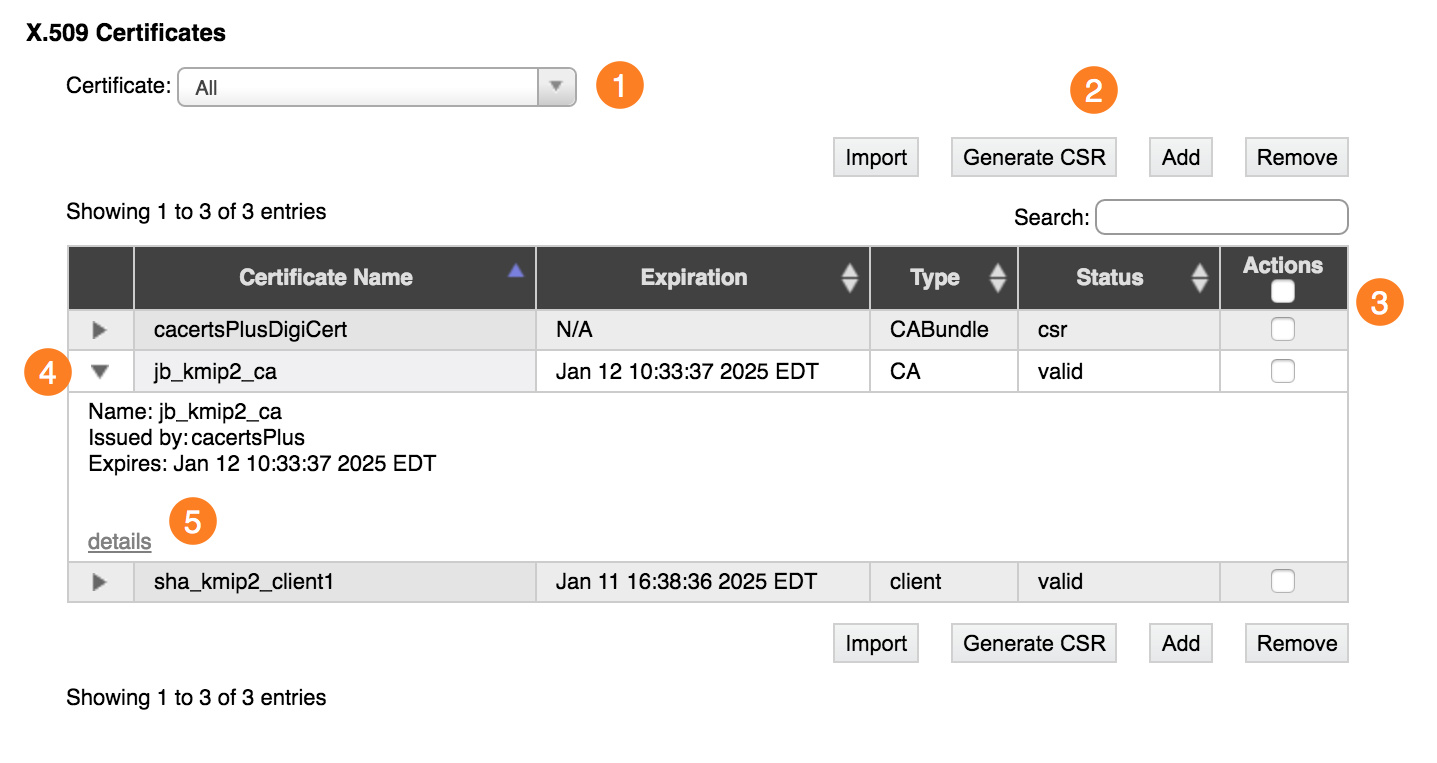 X.509 Certificates
Certificate: All 1
2
Import Generate CSR Add Remove
Showing 1 to 3 of 3 entries
Search:
Certificate Name Expiration Type Status Actions
3
cacertsPlusDigiCert N/A CABundle csr
4 jb_kmip2_ca Jan 12 10:33:37 2025 EDT CA valid
Name: jb_kmip2_ca
Issued by: cacertsPlus
Expires: Jan 12 10:33:37 2025 EDT
5
details
sha_kmip2_client1 Jan 11 16:38:36 2025 EDT client valid
Import Generate CSR Add Remove
Showing 1 to 3 of 3 entries